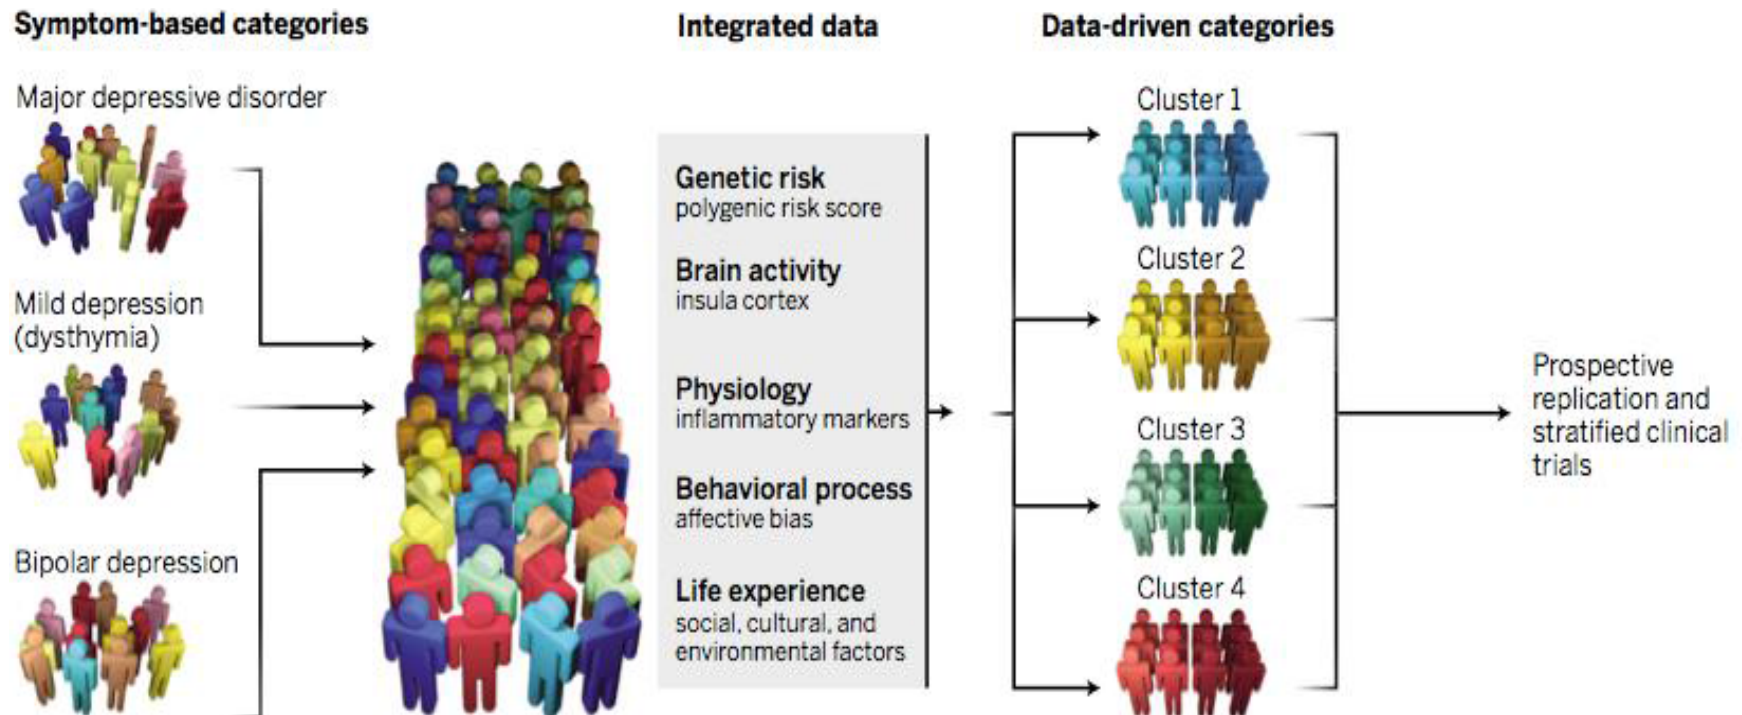 Symptom-based categories
Major depressive disorder
Mild depression
(dysthymia)
Bipolar depression
Integrated data
Genetic risk
polygenic risk score
Brain activity
insula cortex
Physiology
inflammatory markers
Behavioral process
affective bias
Life experience
social, cultural, and
environmental factors
Data-driven categories
Cluster 1
Cluster 2
Cluster 3
Cluster 4
Prospective
replication and
stratified clinical
trials